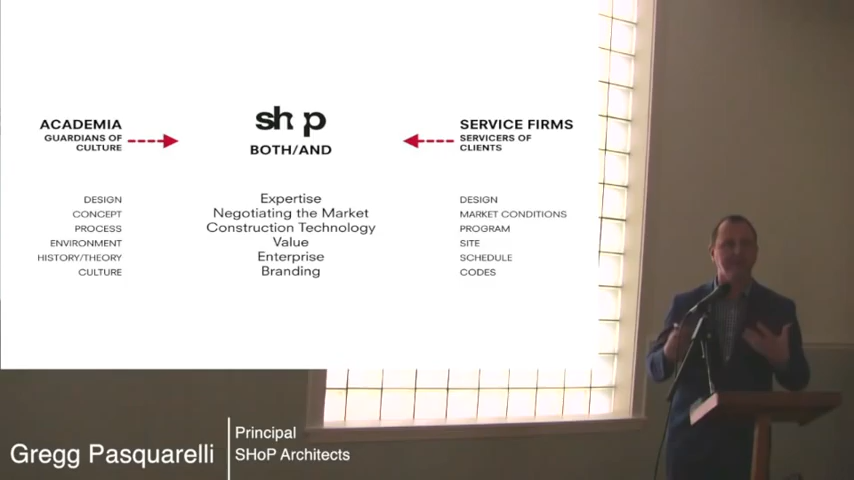 ACADEMIA
GUARDIANS OF
CULTURE
DESIGN
CONCEPT
PROCESS
ENVIRONMENT
HISTORY/THEORY
CULTURE
shop
BOTH/AND
Expertise
Negotiating the Market
Construction Technology
Value
Enterprise
Branding
SERVICE FIRMS
SERVICERS OF
CLIENTS
DESIGN
MARKET CONDITIONS
PROGRAM
SITE
SCHEDULE
CODES
Gregg Pasquarelli
Principal
SHoP Architects